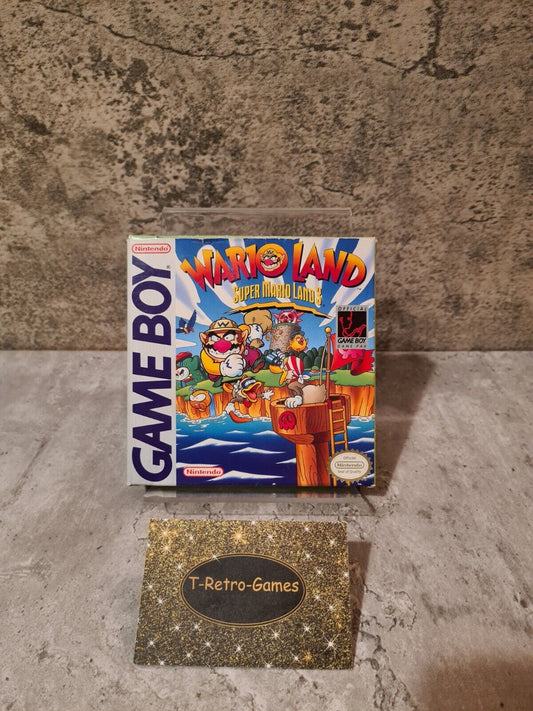 Nintendo
GAME BOY
WARIO LAND
SUPER MARIO LAND 3
OFFICIAL
GAME BOY
GAME PAK
W
Nintendo
Official
Nintendo
Seal of Quality
T-Retro-Games